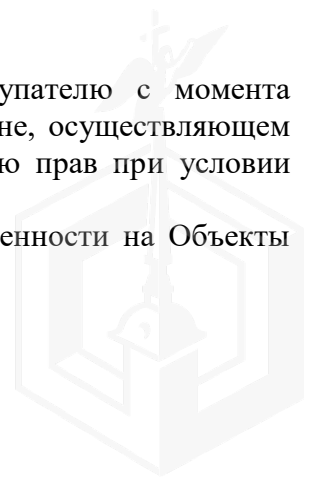 упателю с момента
не, осуществляющем
ю прав при условии
енности на Объекты